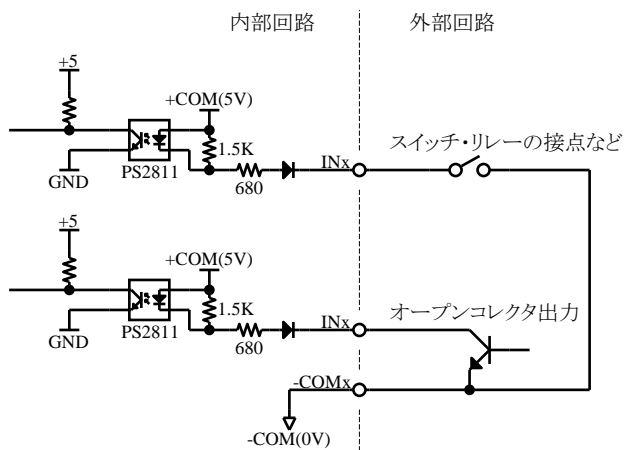 内部回路
外部回路
+5
+COM(5V)
1.5K
スイッチ・リレーの接点など
INx
GND
PS2811
680
+5
+COM(5V)
1.5K
オープンコレクタ出力
INx
GND
PS2811
680
-COMx
-COM(0V)